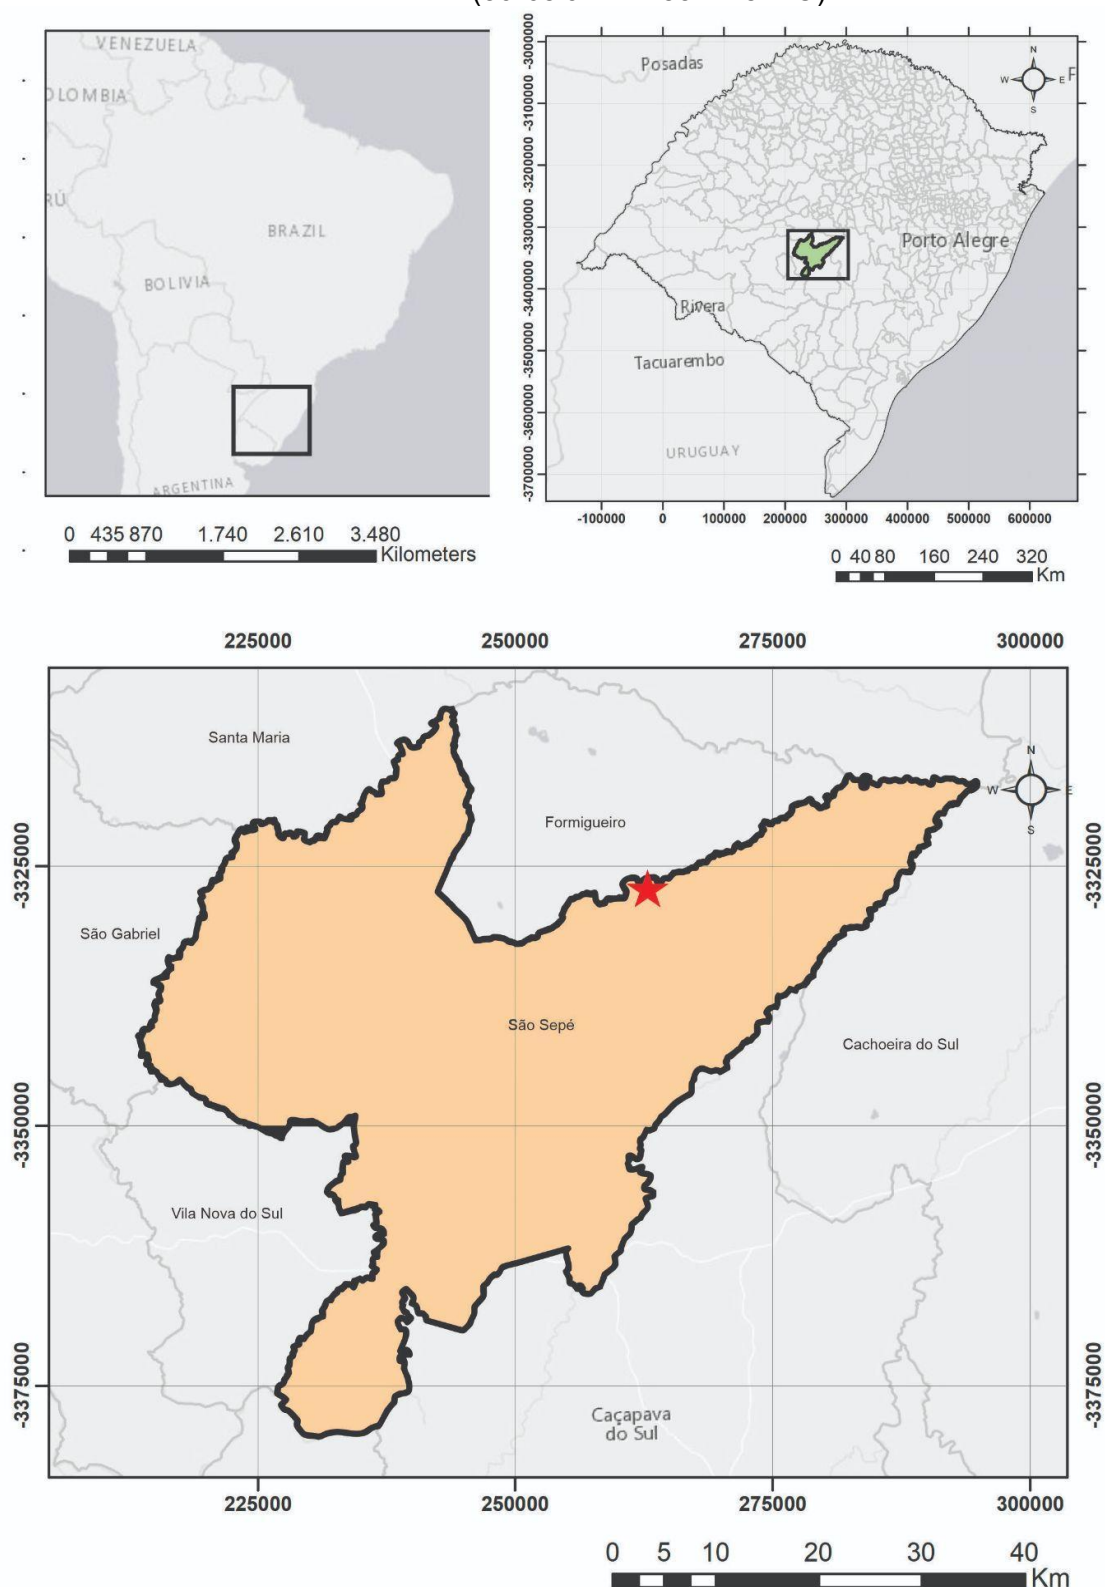 VENEZUELA
OLOMBIA
RÚ
BRAZIL
BOLIVIA
ARGENTINA
0 435 870 1.740 2.610 3.480
Kilometers
-3000000
-3100000
-3200000
-3300000
-3400000
-3500000
-3600000
-3700000
Posadas
N
W E
S
F
Porto Alegre
Rivera
Tacuarembo
URUGUAY
-100000 0 100000 200000 300000 400000 500000 600000
0 40 80 160 240 320
Km
225000 250000 275000 300000
Santa Maria
N
W E
S
Formigueiro
-3325000 -3325000
São Gabriel
São Sepé
Cachoeira do Sul
-3350000 -3350000
Vila Nova do Sul
-3375000 -3375000
Caçapava
do Sul
225000 250000 275000 300000
0 5 10 20 30 40
Km